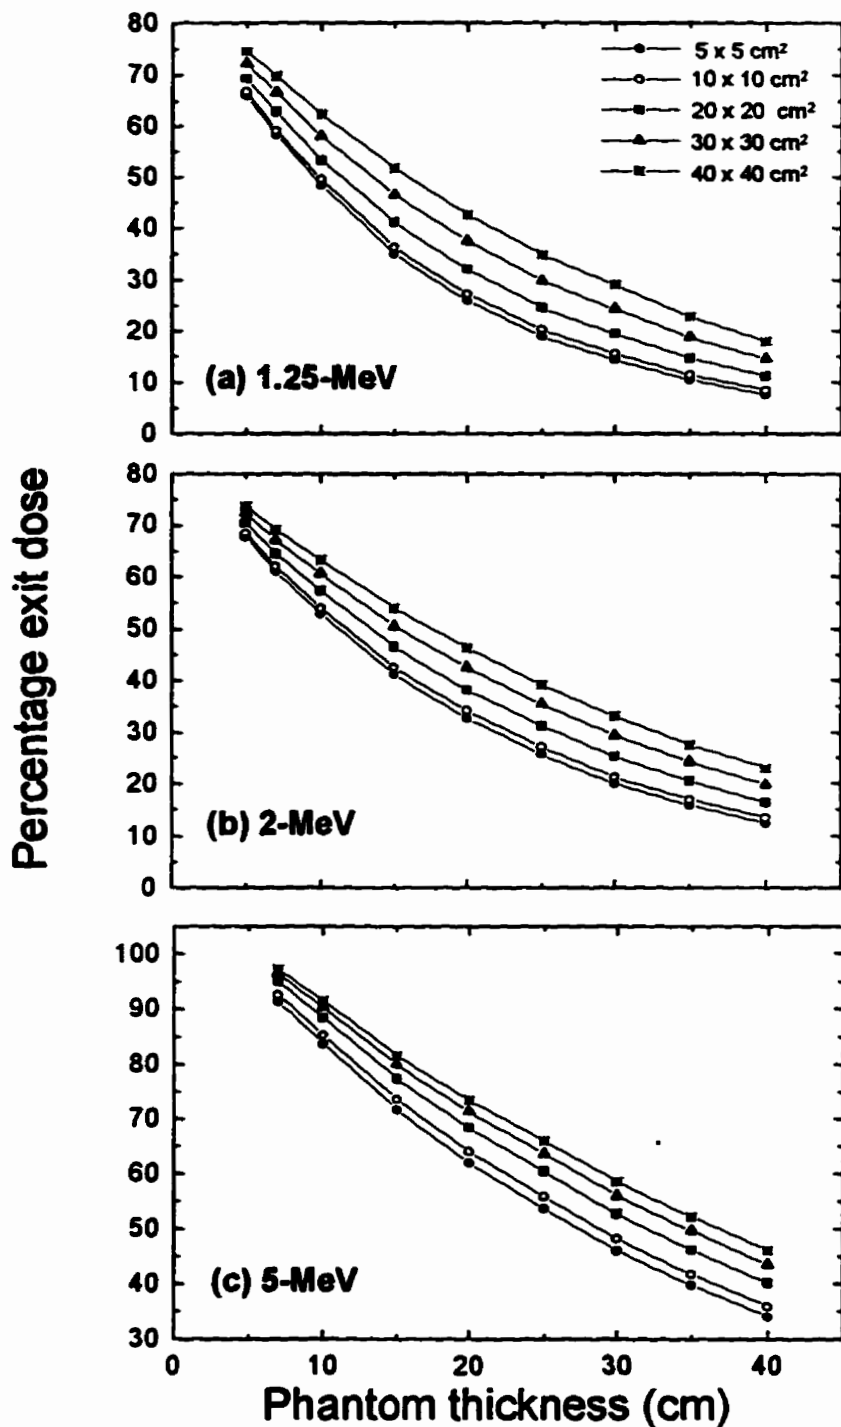 80
70
60
50
40
30
20
10
0
5 x 5 cm²
10 x 10 cm²
20 x 20 cm²
30 x 30 cm²
40 x 40 cm²
(a) 1.25-MeV
Percentage exit dose
80
70
60
50
40
30
20
10
0
(b) 2-MeV
100
90
80
70
60
50
40
30
(c) 5-MeV
0 10 20 30 40
Phantom thickness (cm)